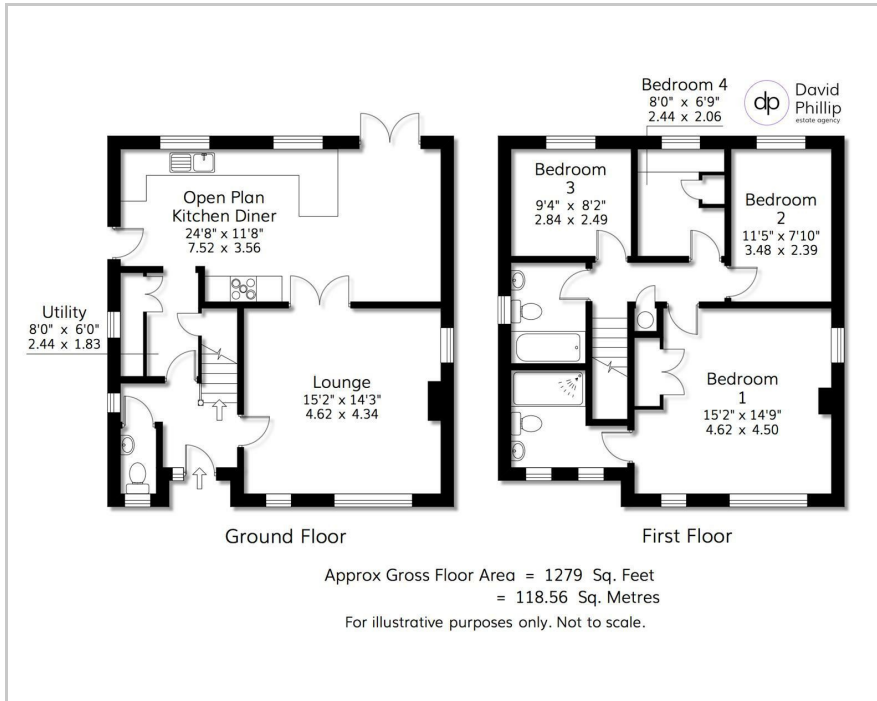 Bedroom 4
8'0" x 6'9"
2.44 x 2.06
dp
David
Phillip
estate agency
Open Plan
Kitchen Diner
24'8" x 11'8"
7.52 x 3.56
Utility
8'0" x 6'0"
2.44 x 1.83
Lounge
15'2" x 14'3"
4.62 x 4.34
Ground Floor
Bedroom
3
9'4" x 8'2"
2.84 x 2.49
Bedroom
2
11'5" x 7'10"
3.48 x 2.39
Bedroom
1
15'2" x 14'9"
4.62 x 4.50
First Floor
Approx Gross Floor Area = 1279 Sq. Feet
= 118.56 Sq. Metres
For illustrative purposes only. Not to scale.